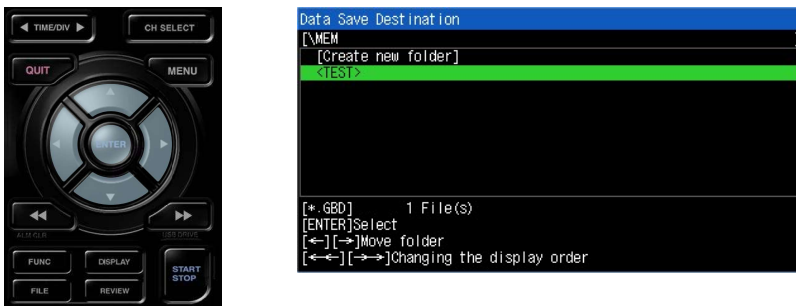 TIME/DIV
CH SELECT
QUIT
MENU
ENTER
ALM CLR
USB DRIVE
FUNC
DISPLAY
START
STOP
FILE
REVIEW
Data Save Destination
[\MEM
[Create new folder]
<TEST>
[*.GBD] 1 File(s)
[ENTER]Select
[←][→]Move folder
[←←][→→]Changing the display order